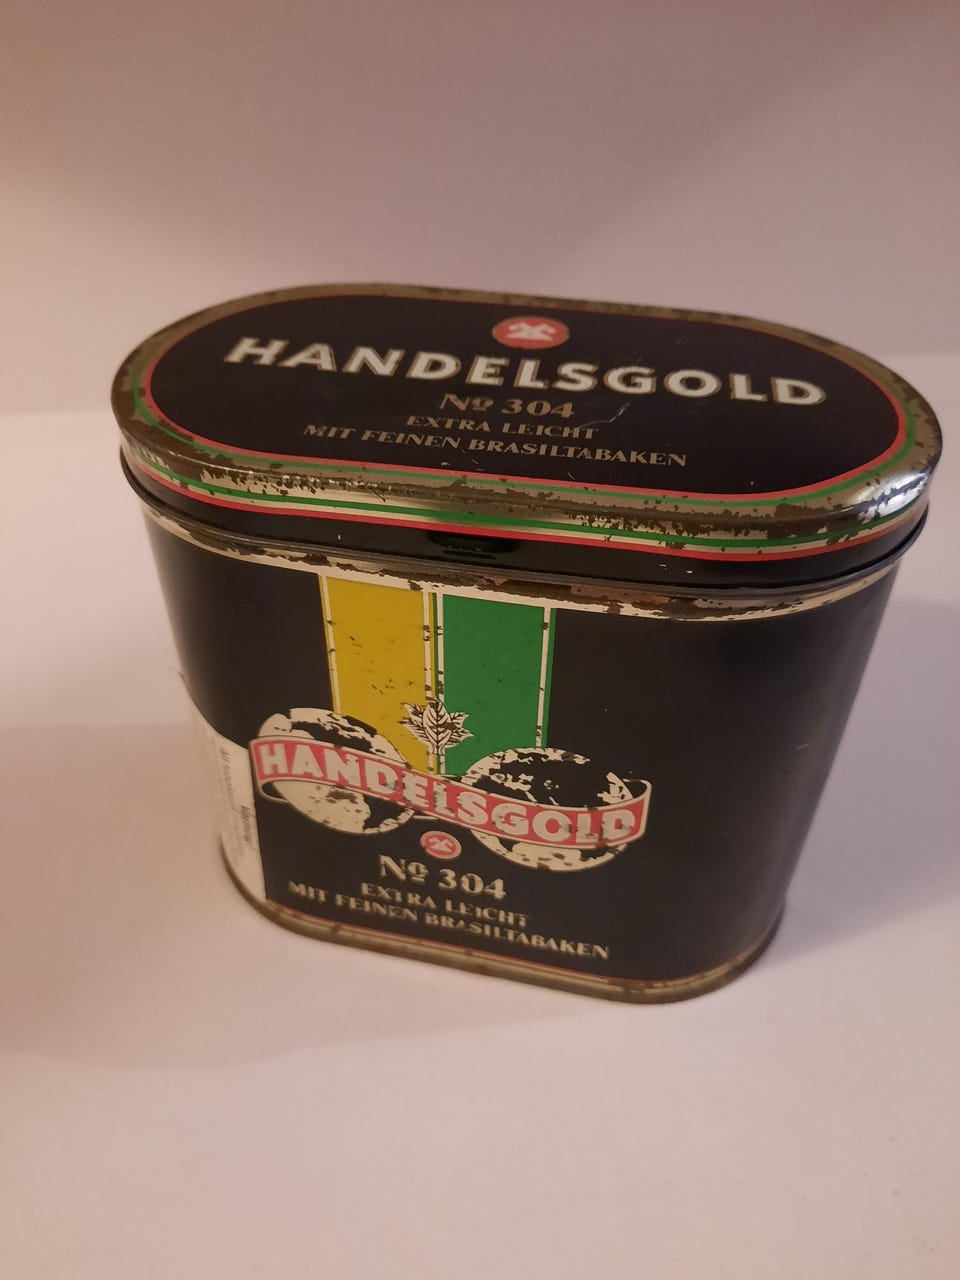 HANDELSGOLD
Nº 304
EXTRA LEICHT
MIT FEINEN BRASILTABAKEN
HANDELSGOLD
Nº 304
EXTRA LEICHT
MIT FEINEN BRASILTABAKEN